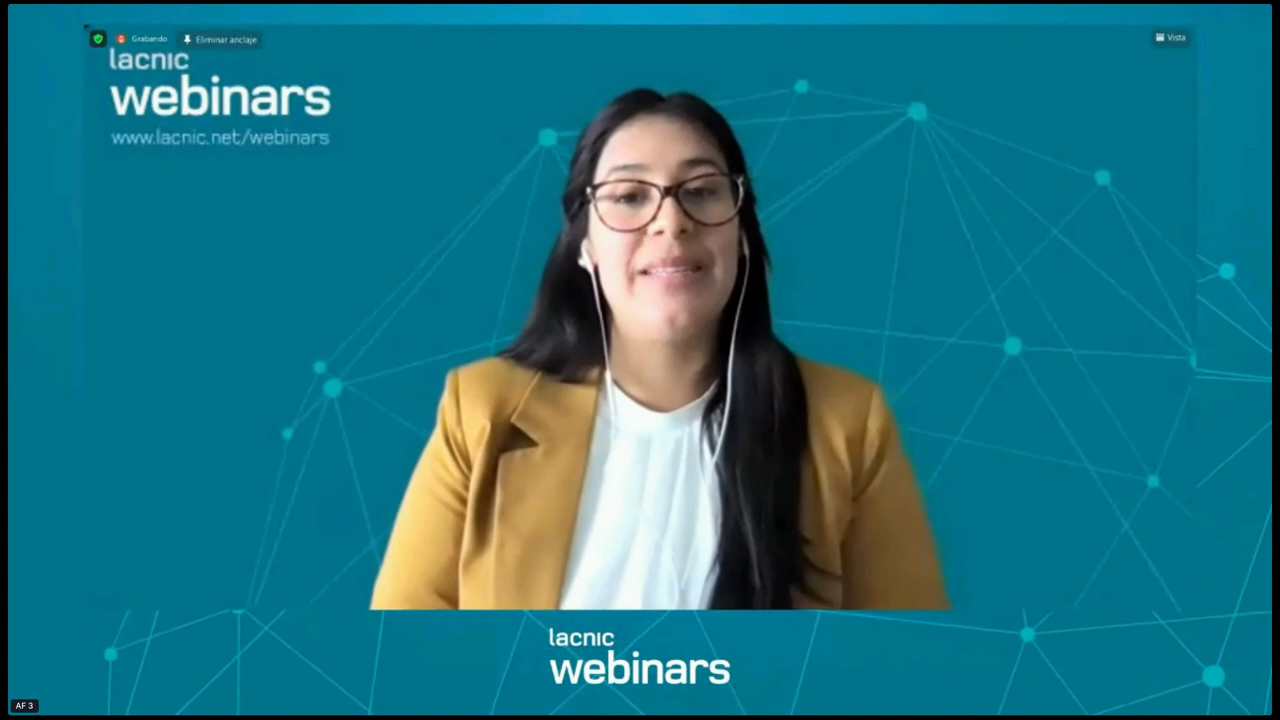 Grabando
Eliminar anclaje
Vista
lacnic
webinars
www.lacnic.net/webinars
lacnic
webinars
AF 3